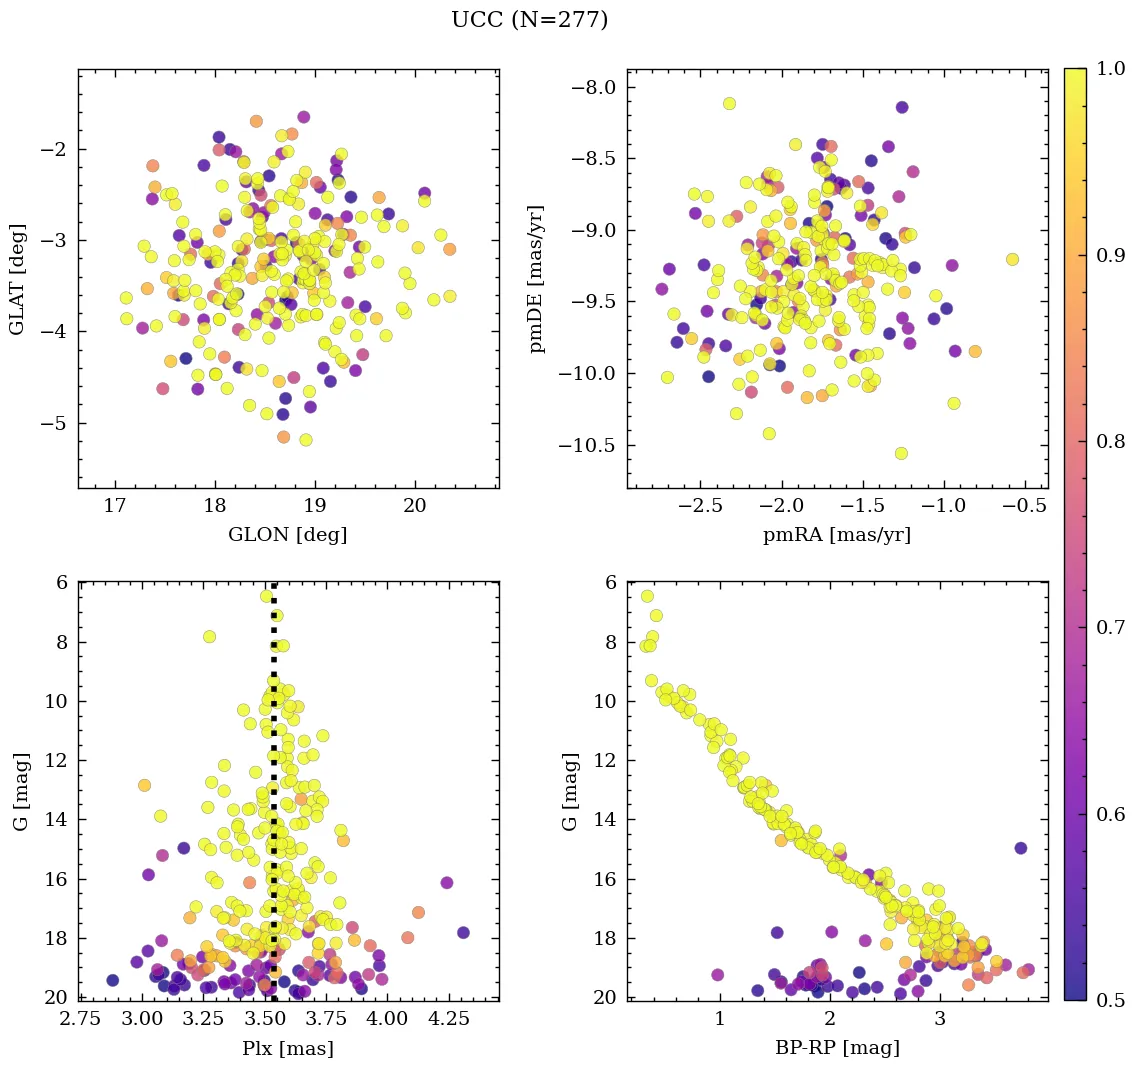 UCC (N=277)
−2
−3
−4
−5
GLAT [deg]
17 18 19 20
GLON [deg]
−8.0
−8.5
−9.0
−9.5
−10.0
−10.5
pmDE [mas/yr]
−2.5 −2.0 −1.5 −1.0 −0.5
pmRA [mas/yr]
1.0
0.9
0.8
0.7
0.6
0.5
6
8
10
12
14
16
18
20
G [mag]
2.75 3.00 3.25 3.50 3.75 4.00 4.25
Plx [mas]
6
8
10
12
14
16
18
20
G [mag]
1 2 3
BP-RP [mag]